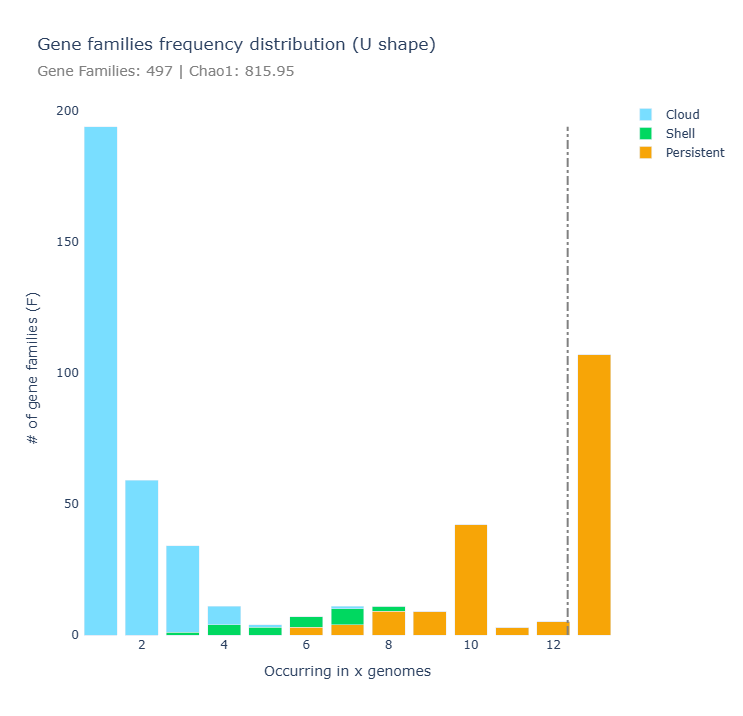 Gene families frequency distribution (U shape)
Gene Families: 497 | Chao1: 815.95
Cloud
Shell
Persistent
# of gene families (F)
200
150
100
50
0
2 4 6 8 10 12
Occurring in x genomes